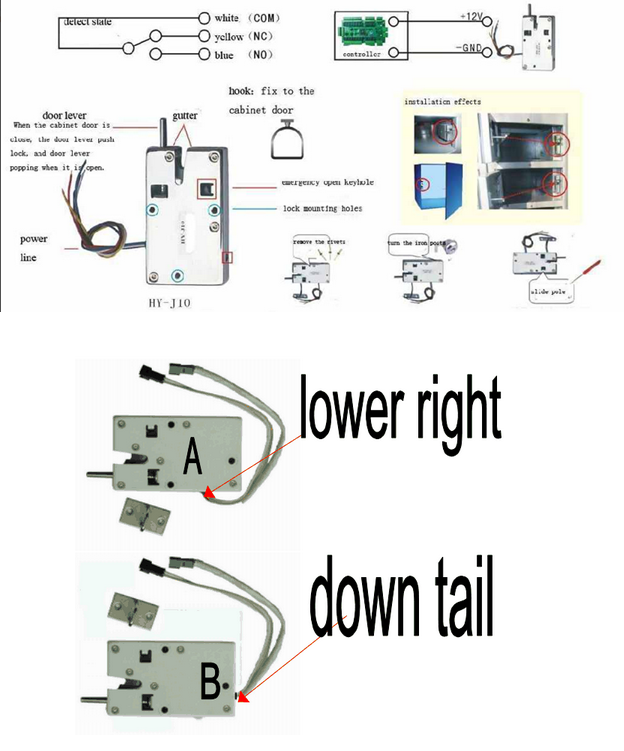 detect state
white (COM)
yellow (NC)
blue (NO)
+12V
-GND
controller
hook: fix to the
cabinet door
installation effects
door lever
When the cabinet door is
close, the door lever push
lock, and door lever
popping when it is open.
gutter
emergency open keyhole
lock mounting holes
power
line
HY-J10
HY-J10
remove the rivets
turn the iron posts
slide pole
A
lower right
B
down tail